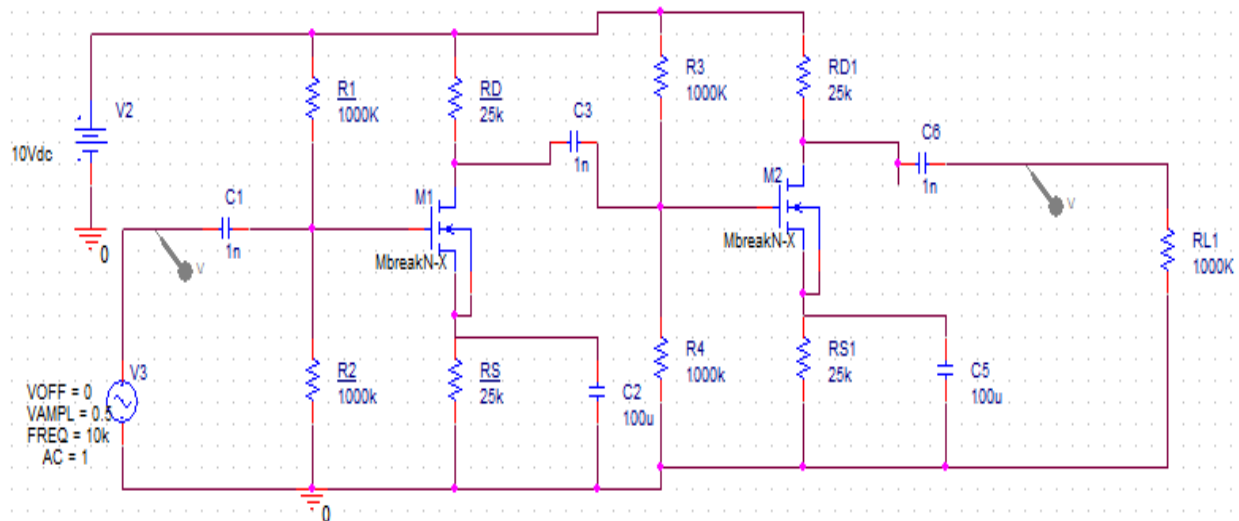 V2
10Vdc
0
R1
1000K
RD
25k
C3
1n
R3
1000K
RD1
25k
C6
1n
V
C1
1n
V
M1
MbreakN-X
M2
MbreakN-X
RL1
1000K
V3
VOFF = 0
VAMPL = 0.5
FREQ = 10k
AC = 1
R2
1000k
RS
25k
C2
100u
R4
1000k
RS1
25k
C5
100u
0